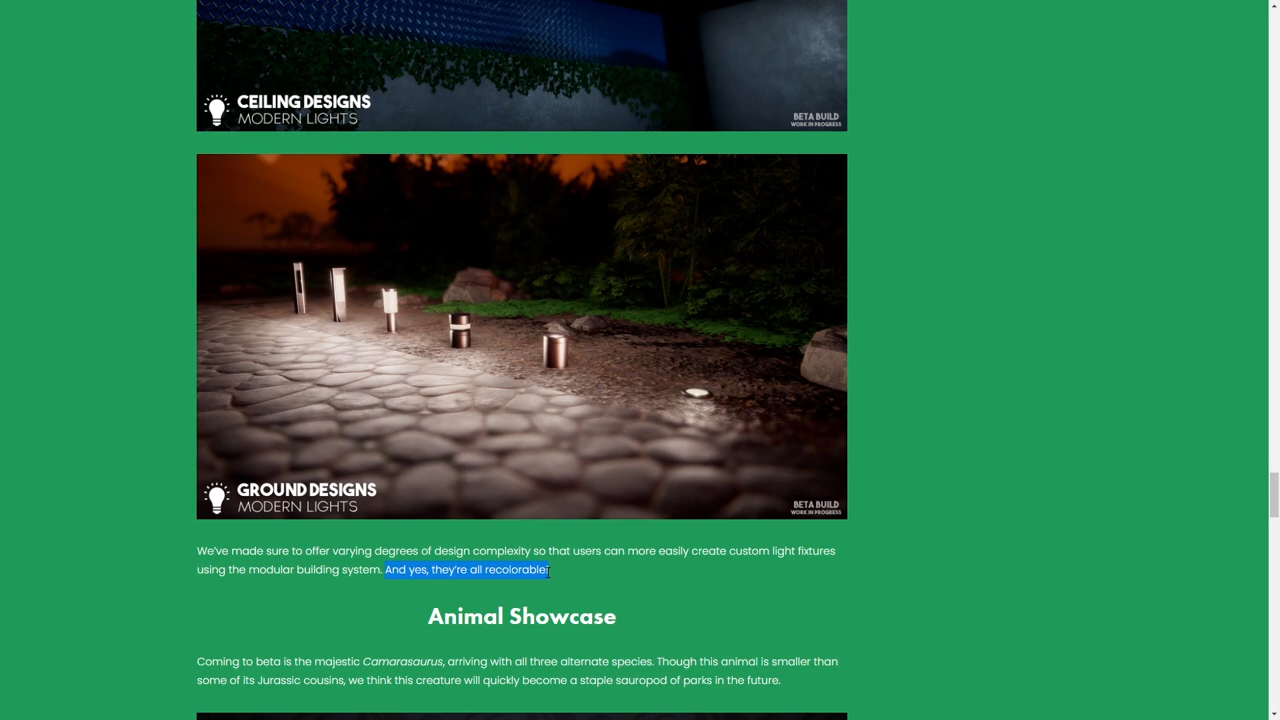 CEILING DESIGNS
MODERN LIGHTS
BETA BUILD
WORK IN PROGRESS
GROUND DESIGNS
MODERN LIGHTS
BETA BUILD
WORK IN PROGRESS
We’ve made sure to offer varying degrees of design complexity so that users can more easily create custom light fixtures
using the modular building system. And yes, they’re all recolorable.
Animal Showcase
Coming to beta is the majestic Camarasaurus, arriving with all three alternate species. Though this animal is smaller than
some of its Jurassic cousins, we think this creature will quickly become a staple sauropod of parks in the future.